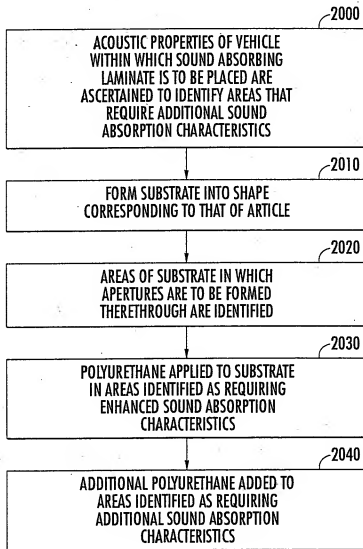 2000
ACOUSTIC PROPERTIES OF VEHICLE
WITHIN WHICH SOUND ABSORBING
LAMINATE IS TO BE PLACED ARE
ASCERTAINED TO IDENTIFY AREAS THAT
REQUIRE ADDITIONAL SOUND
ABSORPTION CHARACTERISTICS
2010
FORM SUBSTRATE INTO SHAPE
CORRESPONDING TO THAT OF ARTICLE
2020
AREAS OF SUBSTRATE IN WHICH
APERTURES ARE TO BE FORMED
THERETHROUGH ARE IDENTIFIED
2030
POLYURETHANE APPLIED TO SUBSTRATE
IN AREAS IDENTIFIED AS REQUIRING
ENHANCED SOUND ABSORPTION
CHARACTERISTICS
2040
ADDITIONAL POLYURETHANE ADDED TO
AREAS IDENTIFIED AS REQUIRING
ADDITIONAL SOUND ABSORPTION
CHARACTERISTICS